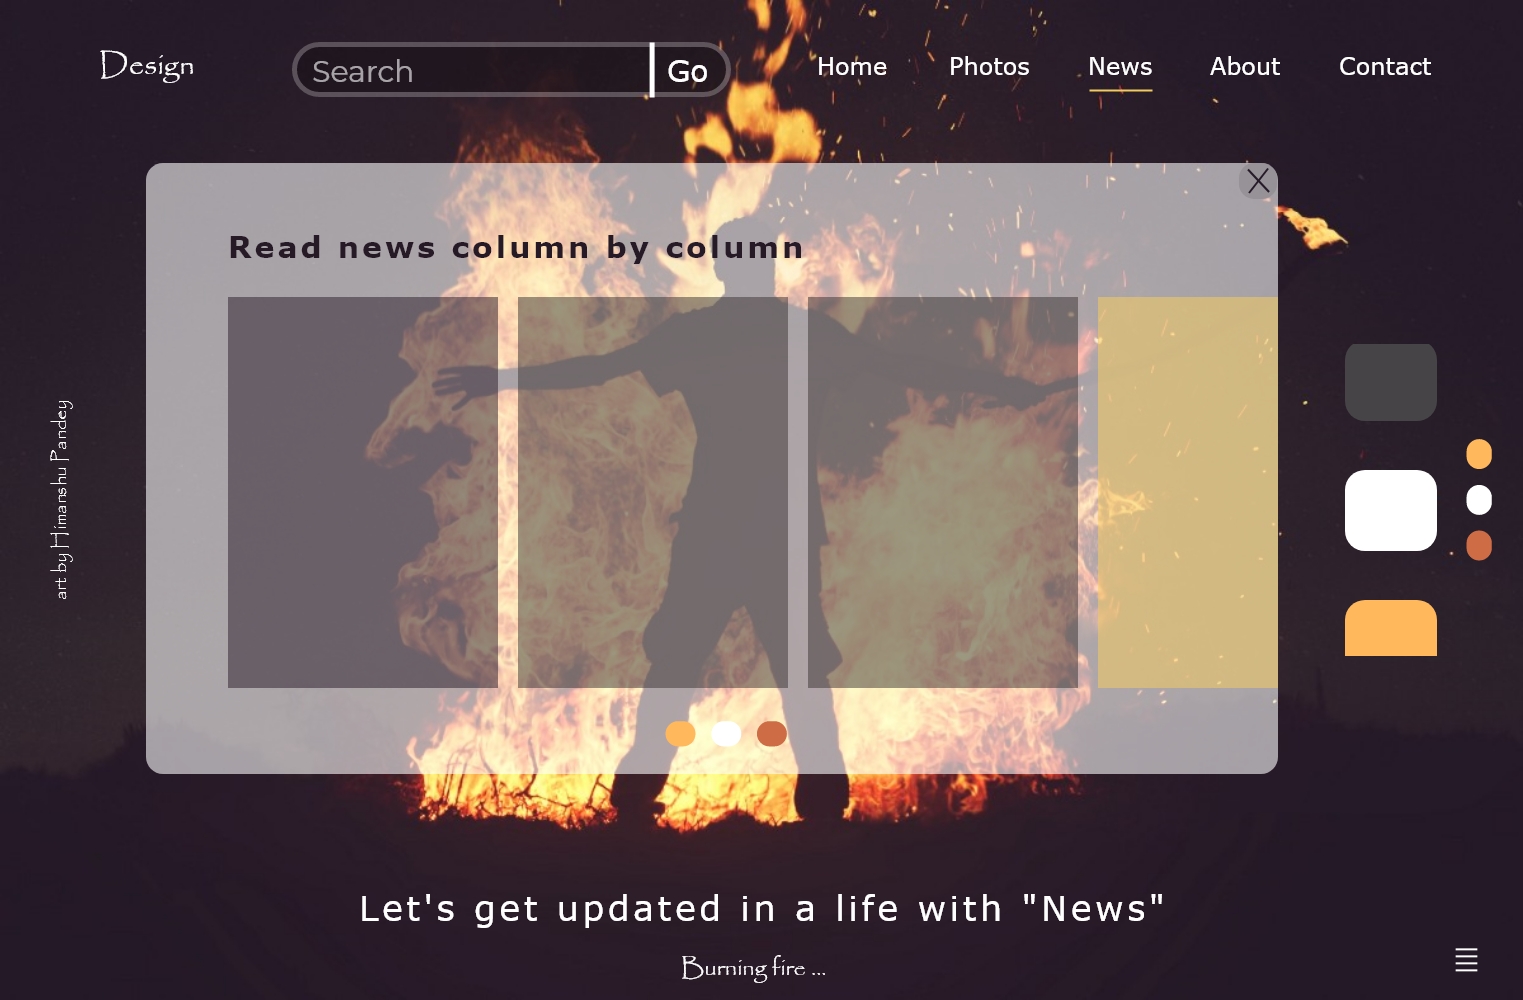 Design
Search
Go
Home
Photos
News
About
Contact
X
Read news column by column
art by Himanshu Pandey
Let's get updated in a life with "News"
Burning fire ...